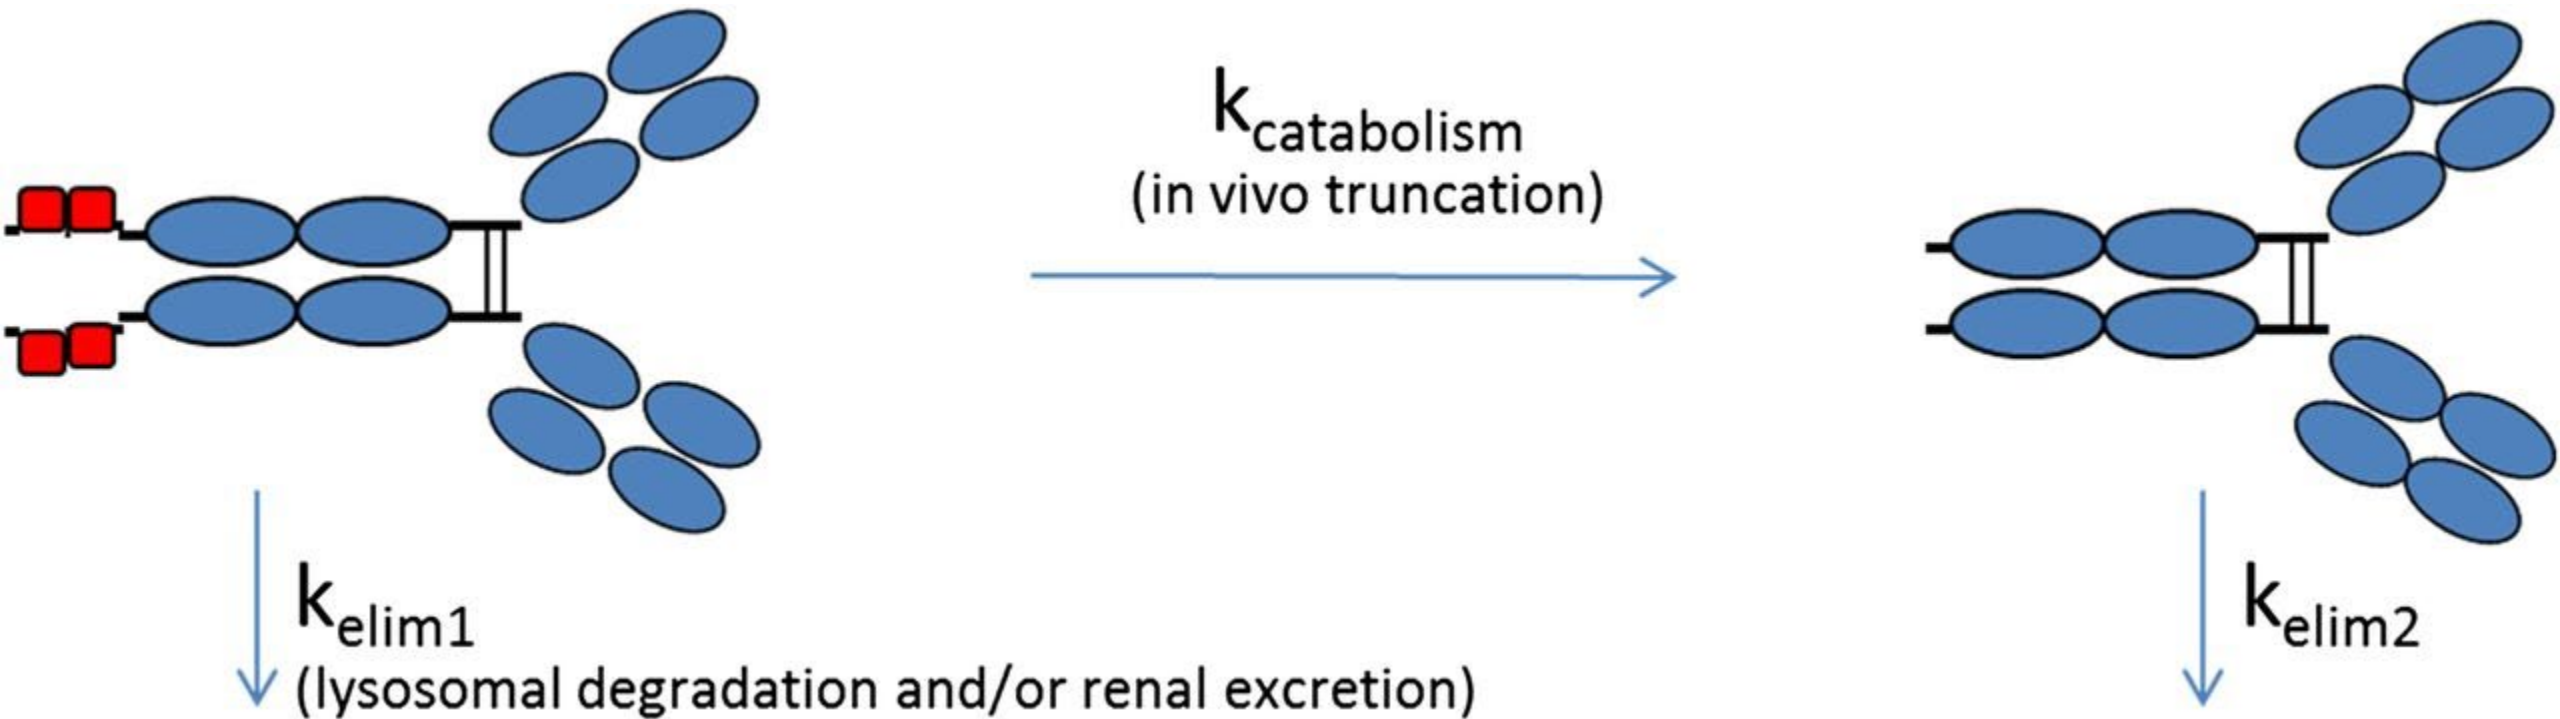 kcatabolism
(in vivo truncation)
kelim1
(lysosomal degradation and/or renal excretion)
kelim2